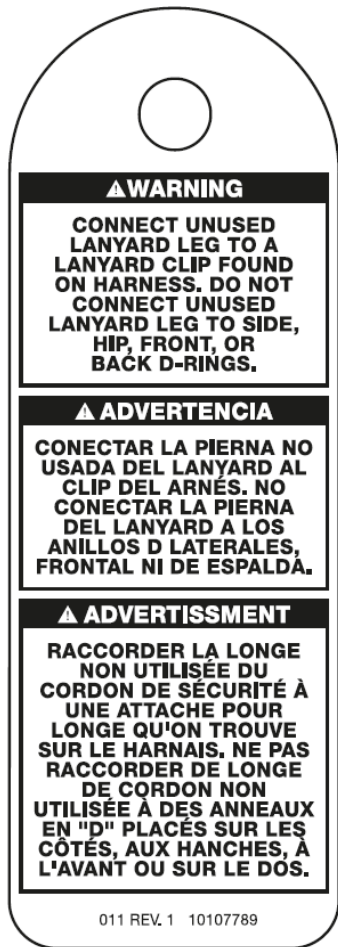 ⚠WARNING
CONNECT UNUSED
LANYARD LEG TO A
LANYARD CLIP FOUND
ON HARNESS. DO NOT
CONNECT UNUSED
LANYARD LEG TO SIDE,
HIP, FRONT, OR
BACK D-RINGS.
⚠ ADVERTENCIA
CONECTAR LA PIERNA NO
USADA DEL LANYARD AL
CLIP DEL ARNÉS. NO
CONECTAR LA PIERNA
DEL LANYARD A LOS
ANILLOS D LATERALES,
FRONTAL NI DE ESPALDA.
⚠ ADVERTISSMENT
RACCORDER LA LONGE
NON UTILISÉE DU
CORDON DE SÉCURITÉ À
UNE ATTACHE POUR
LONGE QU'ON TROUVE
SUR LE HARNAIS. NE PAS
RACCORDER DE LONGE
DE CORDON NON
UTILISÉE À DES ANNEAUX
EN "D" PLACÉS SUR LES
CÔTÉS, AUX HANCHES, À
L'AVANT OU SUR LE DOS.
011 REV. 1 10107789